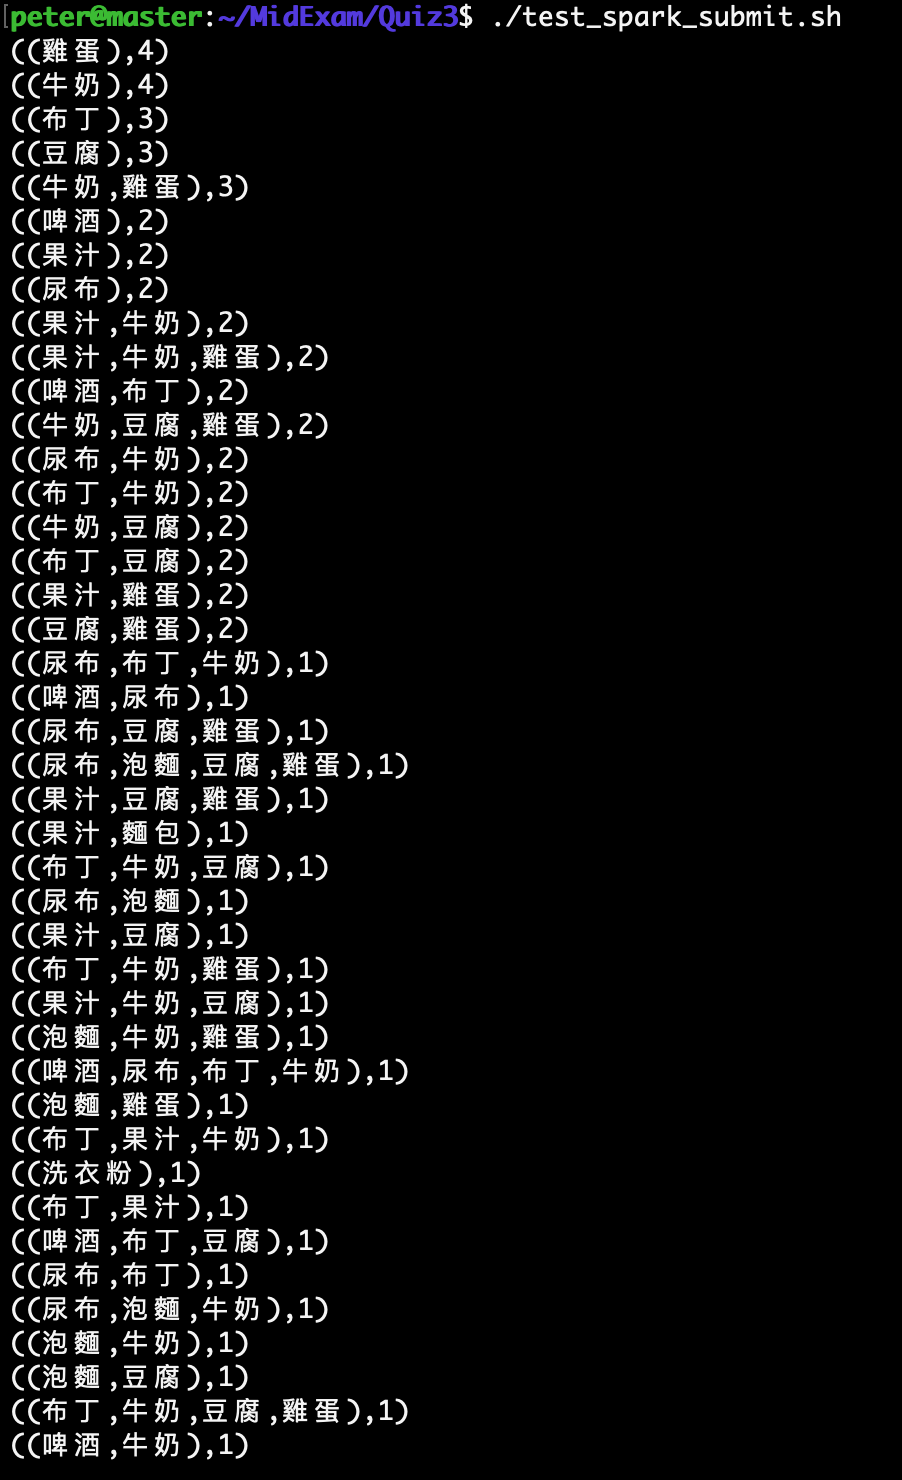 peter@master:~/MidExam/Quiz3$ ./test_spark_submit.sh
((雞蛋),4)
((牛奶),4)
((布丁),3)
((豆腐),3)
((牛奶,雞蛋),3)
((啤酒),2)
((果汁),2)
((尿布),2)
((果汁,牛奶),2)
((果汁,牛奶,雞蛋),2)
((啤酒,布丁),2)
((牛奶,豆腐,雞蛋),2)
((尿布,牛奶),2)
((布丁,牛奶),2)
((牛奶,豆腐),2)
((布丁,豆腐),2)
((果汁,雞蛋),2)
((豆腐,雞蛋),2)
((尿布,布丁,牛奶),1)
((啤酒,尿布),1)
((尿布,豆腐,雞蛋),1)
((尿布,泡麵,豆腐,雞蛋),1)
((果汁,豆腐,雞蛋),1)
((果汁,麵包),1)
((布丁,牛奶,豆腐),1)
((尿布,泡麵),1)
((果汁,豆腐),1)
((布丁,牛奶,雞蛋),1)
((果汁,牛奶,豆腐),1)
((泡麵,牛奶,雞蛋),1)
((啤酒,尿布,布丁,牛奶),1)
((泡麵,雞蛋),1)
((布丁,果汁,牛奶),1)
((洗衣粉),1)
((布丁,果汁),1)
((啤酒,布丁,豆腐),1)
((尿布,布丁),1)
((尿布,泡麵,牛奶),1)
((泡麵,牛奶),1)
((泡麵,豆腐),1)
((布丁,牛奶,豆腐,雞蛋),1)
((啤酒,牛奶),1)